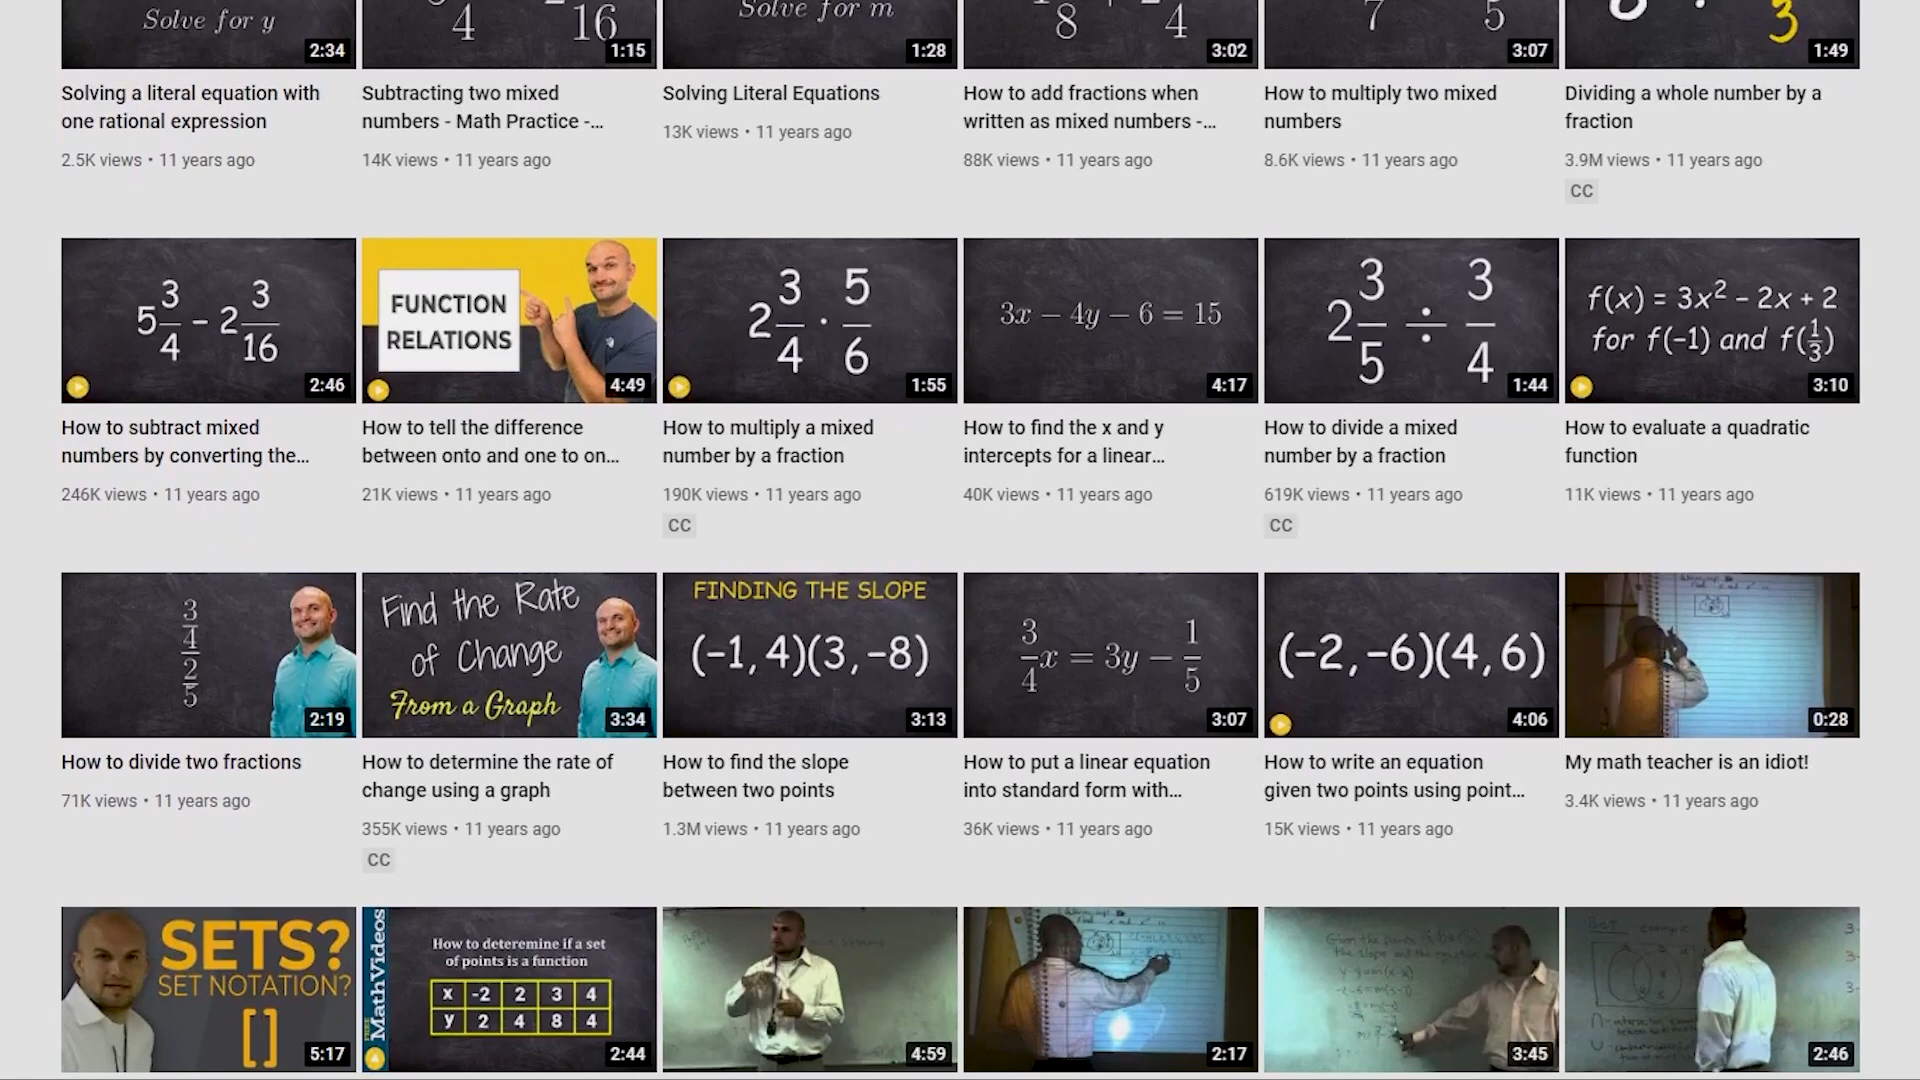 Solve for y
4
16
Solve for m
8
4
7
5
3
2:34
1:15
1:28
3:02
3:07
1:49
Solving a literal equation with
one rational expression
2.5K views • 11 years ago
Subtracting two mixed
numbers - Math Practice -...
14K views • 11 years ago
Solving Literal Equations
13K views • 11 years ago
How to add fractions when
written as mixed numbers -...
88K views • 11 years ago
How to multiply two mixed
numbers
8.6K views • 11 years ago
Dividing a whole number by a
fraction
3.9M views • 11 years ago
CC
5 3/4 - 2 3/16
2:46
FUNCTION
RELATIONS
4:49
2 3/4 · 5/6
1:55
3x − 4y − 6 = 15
4:17
2 3/5 ÷ 3/4
1:44
f(x) = 3x² - 2x + 2
for f(-1) and f(1/3)
3:10
How to subtract mixed
numbers by converting the...
246K views • 11 years ago
How to tell the difference
between onto and one to on...
21K views • 11 years ago
How to multiply a mixed
number by a fraction
190K views • 11 years ago
CC
How to find the x and y
intercepts for a linear...
40K views • 11 years ago
How to divide a mixed
number by a fraction
619K views • 11 years ago
CC
How to evaluate a quadratic
function
11K views • 11 years ago
3
4
2
5
2:19
Find the Rate
of Change
From a Graph
3:34
FINDING THE SLOPE
(-1, 4)(3, -8)
3:13
3/4 x = 3y − 1/5
3:07
(-2, -6)(4, 6)
4:06
0:28
How to divide two fractions
71K views • 11 years ago
How to determine the rate of
change using a graph
355K views • 11 years ago
CC
How to find the slope
between two points
1.3M views • 11 years ago
How to put a linear equation
into standard form with...
36K views • 11 years ago
How to write an equation
given two points using point...
15K views • 11 years ago
My math teacher is an idiot!
3.4K views • 11 years ago
SETS?
SET NOTATION?
[]
5:17
FREE
MathVideos
How to deteremine if a set
of points is a function
x -2 2 3 4
y 2 4 8 4
2:44
4:59
2:17
3:45
2:46